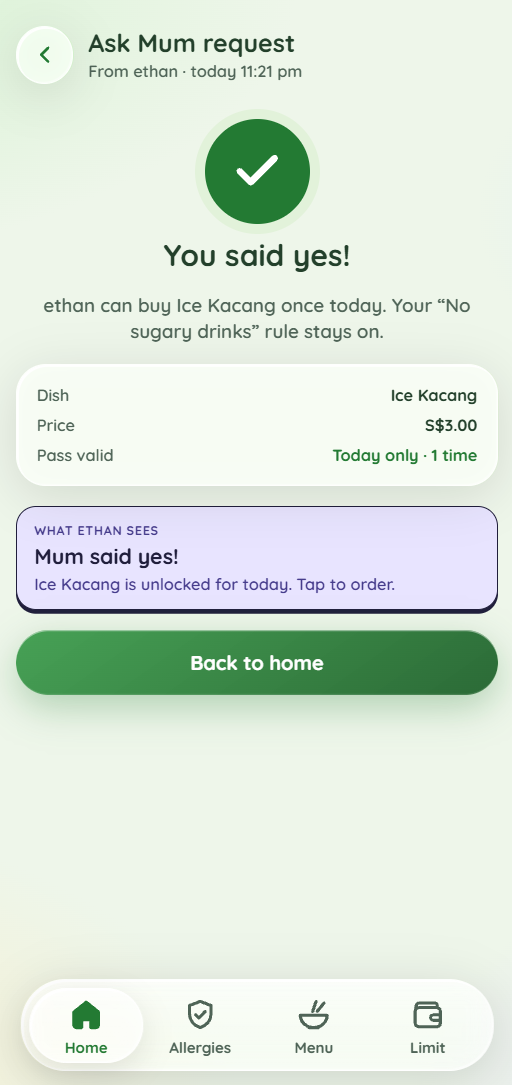 Ask Mum request
From ethan · today 11:21 pm
You said yes!
ethan can buy Ice Kacang once today. Your “No
sugary drinks” rule stays on.
Dish Ice Kacang
Price S$3.00
Pass valid Today only · 1 time
WHAT ETHAN SEES
Mum said yes!
Ice Kacang is unlocked for today. Tap to order.
Back to home
Home Allergies Menu Limit